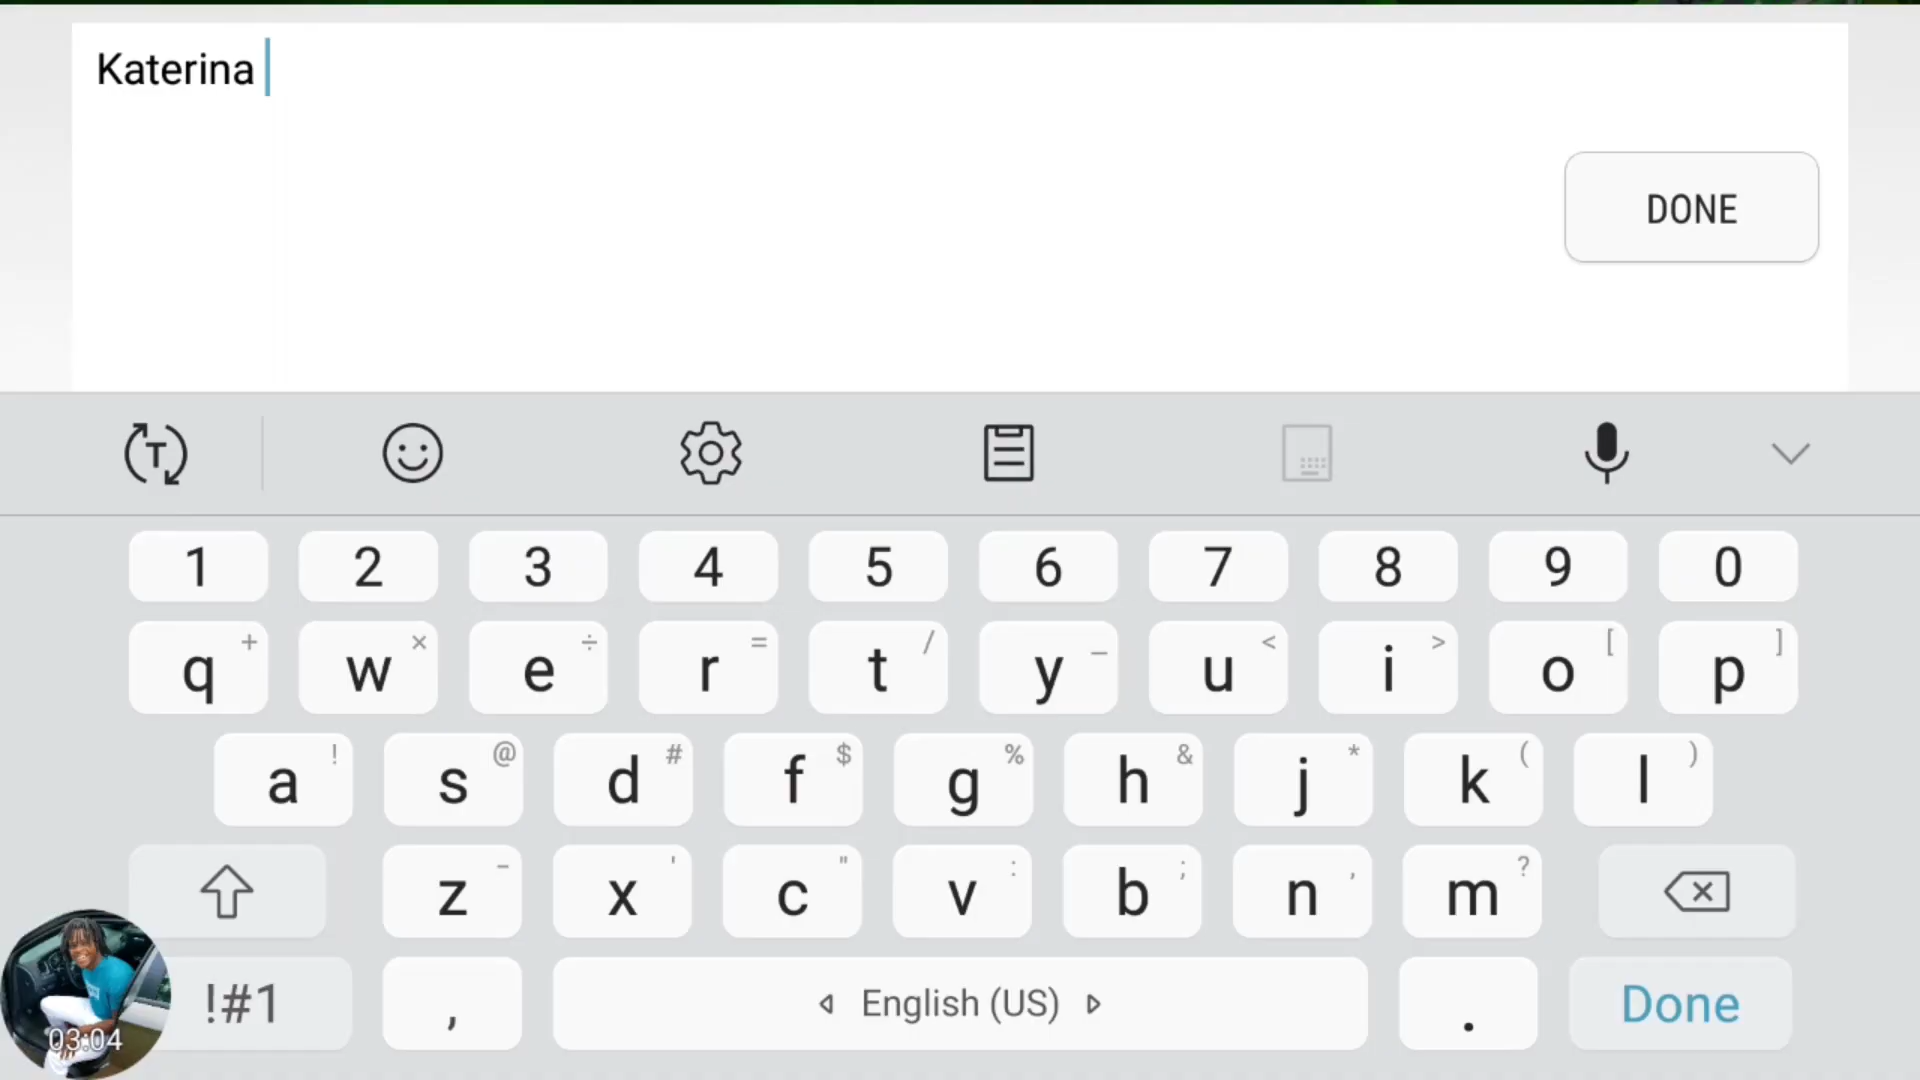 Katerina
DONE
T
1 2 3 4 5 6 7 8 9 0
q + w × e ÷ r = t / y _ u < i > o [ p ]
a ! s @ d # f $ g % h & j * k ( l )
z - x ' c " v : b ; n , m ?
!#1 , English (US) . Done
03:04